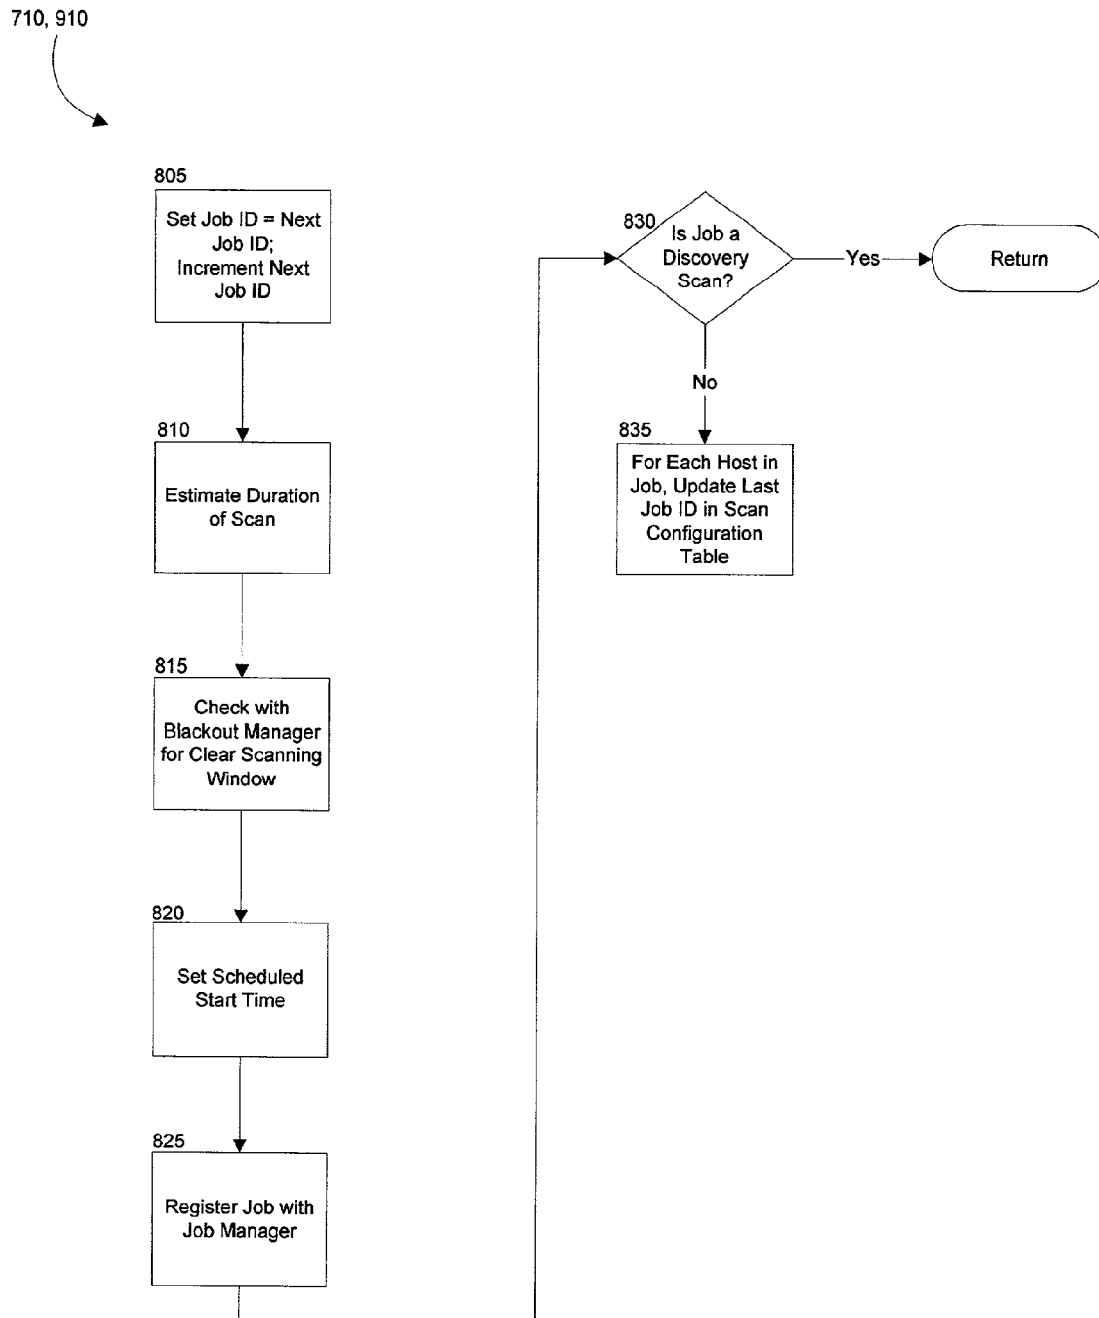 710, 910
805
Set Job ID = Next
Job ID;
Increment Next
Job ID
810
Estimate Duration
of Scan
815
Check with
Blackout Manager
for Clear Scanning
Window
820
Set Scheduled
Start Time
825
Register Job with
Job Manager
830
Is Job a
Discovery
Scan?
Yes
Return
No
835
For Each Host in
Job, Update Last
Job ID in Scan
Configuration
Table